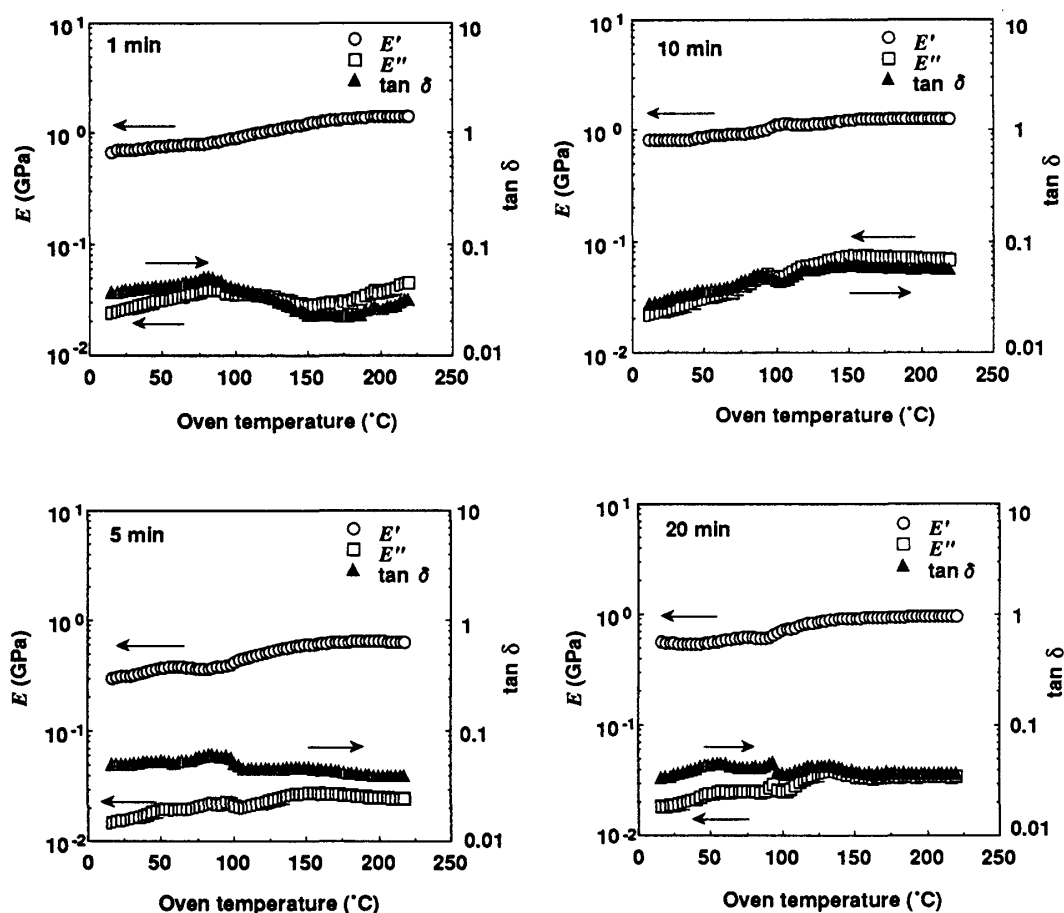 10¹
10
1 min
E'
E''
tan δ
10⁰
1
E (GPa)
tan δ
10⁻¹
0.1
10⁻²
0.01
0 50 100 150 200 250
Oven temperature (˚C)
10¹
10
10 min
E'
E''
tan δ
10⁰
1
E (GPa)
tan δ
10⁻¹
0.1
10⁻²
0.01
0 50 100 150 200 250
Oven temperature (˚C)
10¹
10
5 min
E'
E''
tan δ
10⁰
1
E (GPa)
tan δ
10⁻¹
0.1
10⁻²
0.01
0 50 100 150 200 250
Oven temperature (˚C)
10¹
10
20 min
E'
E''
tan δ
10⁰
1
E (GPa)
tan δ
10⁻¹
0.1
10⁻²
0.01
0 50 100 150 200 250
Oven temperature (˚C)